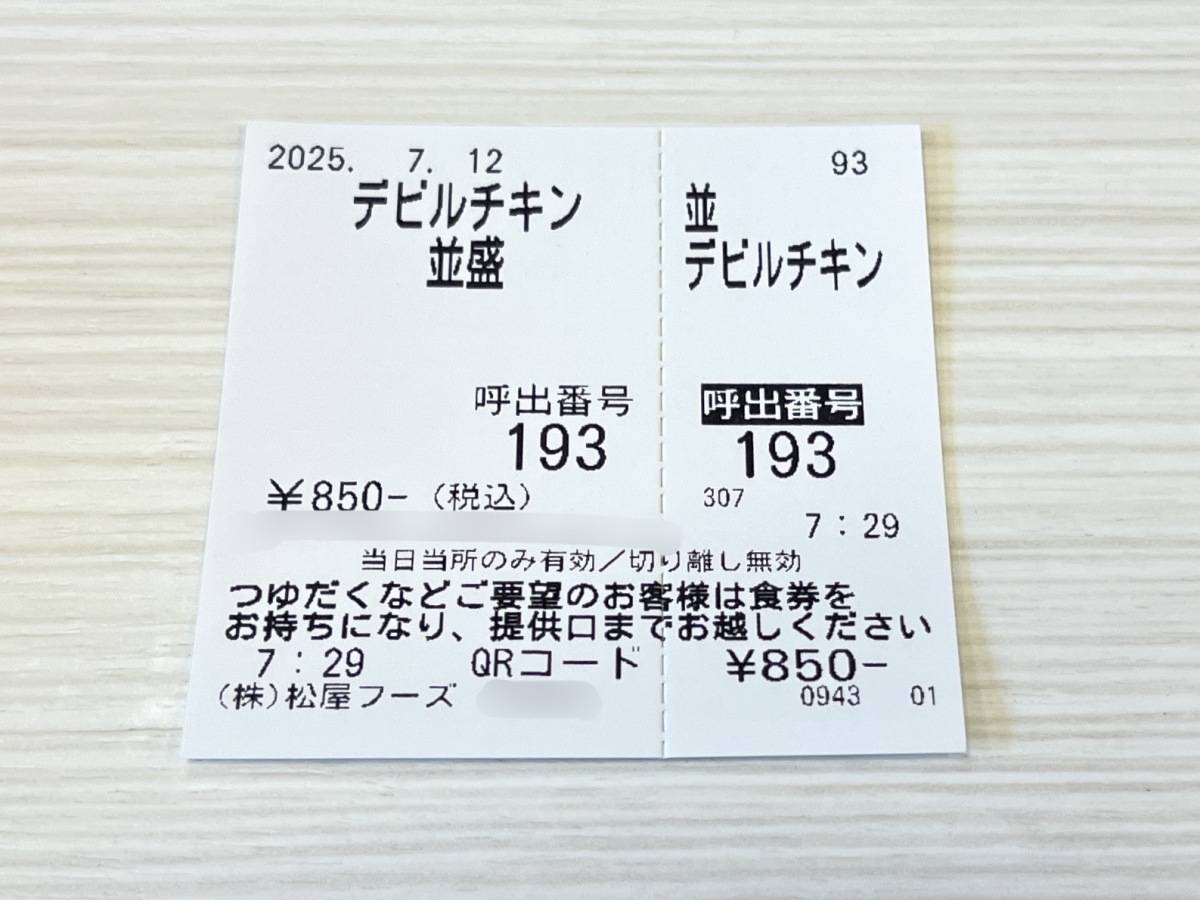 2025. 7. 12
デビルチキン
並盛
呼出番号
193
¥850-（税込）
93
並
デビルチキン
呼出番号
193
307
7：29
当日当所のみ有効／切り離し無効
つゆだくなどご要望のお客様は食券を
お持ちになり、提供口までお越しください
7：29 QRコード ¥850-
（株）松屋フーズ 0943 01